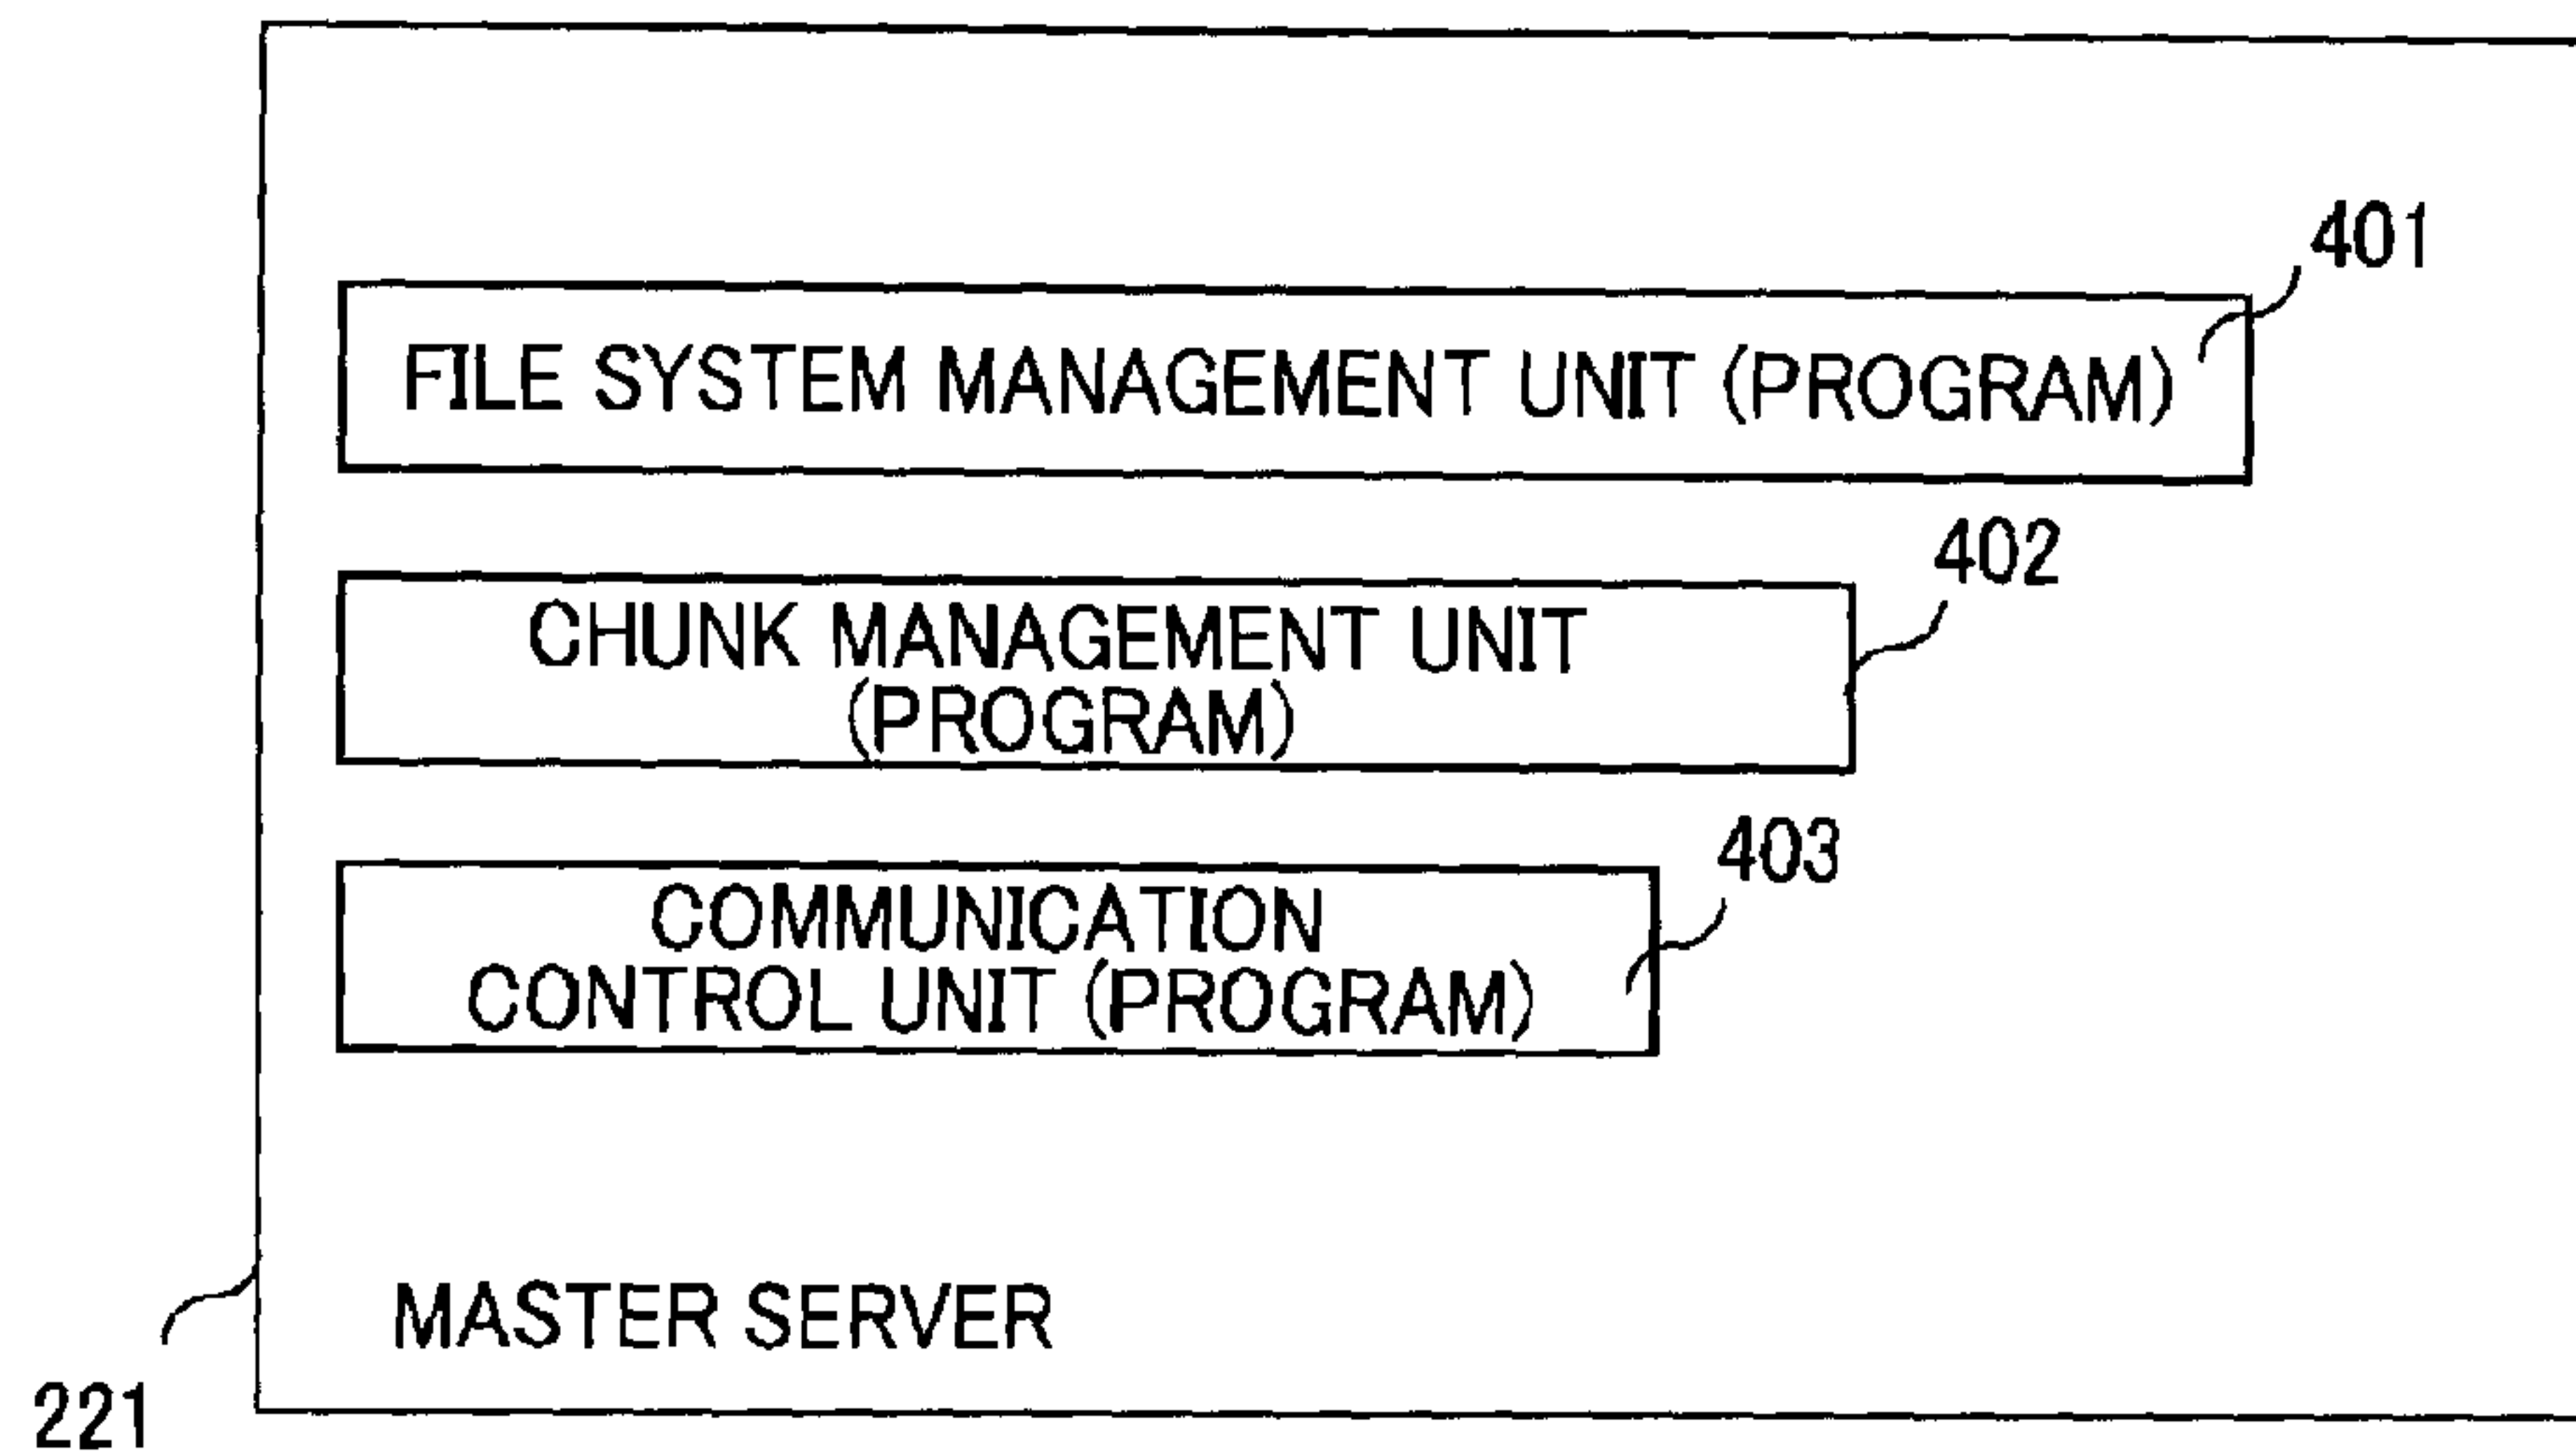 401
FILE SYSTEM MANAGEMENT UNIT (PROGRAM)
402
CHUNK MANAGEMENT UNIT
(PROGRAM)
403
COMMUNICATION
CONTROL UNIT (PROGRAM)
MASTER SERVER
221